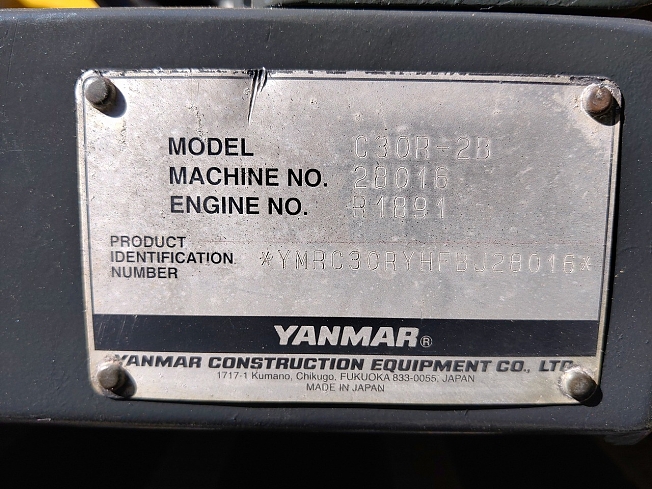 MODEL C30R-2B
MACHINE NO. 28016
ENGINE NO. R1891
PRODUCT
IDENTIFICATION
NUMBER
*YMRC30RYHFBJ28016*
YANMAR®
YANMAR CONSTRUCTION EQUIPMENT CO., LTD.
1717-1 Kumano, Chikugo, FUKUOKA 833-0055, JAPAN
MADE IN JAPAN